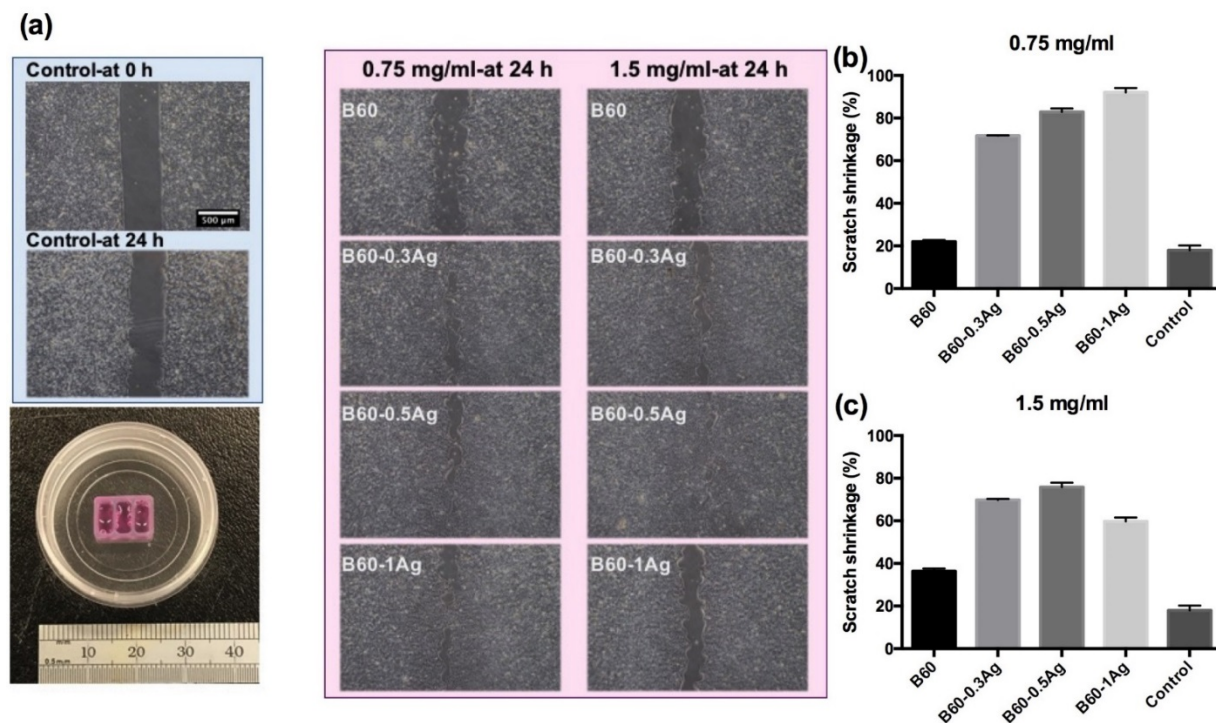 (a)
Control-at 0 h
500 µm
Control-at 24 h
mm 10 20 30 40
0.5 mm
0.75 mg/ml-at 24 h
1.5 mg/ml-at 24 h
B60
B60
B60-0.3Ag
B60-0.3Ag
B60-0.5Ag
B60-0.5Ag
B60-1Ag
B60-1Ag
(b)
0.75 mg/ml
Scratch shrinkage (%)
100
80
60
40
20
0
B60
B60-0.3Ag
B60-0.5Ag
B60-1Ag
Control
(c)
1.5 mg/ml
Scratch shrinkage (%)
100
80
60
40
20
0
B60
B60-0.3Ag
B60-0.5Ag
B60-1Ag
Control